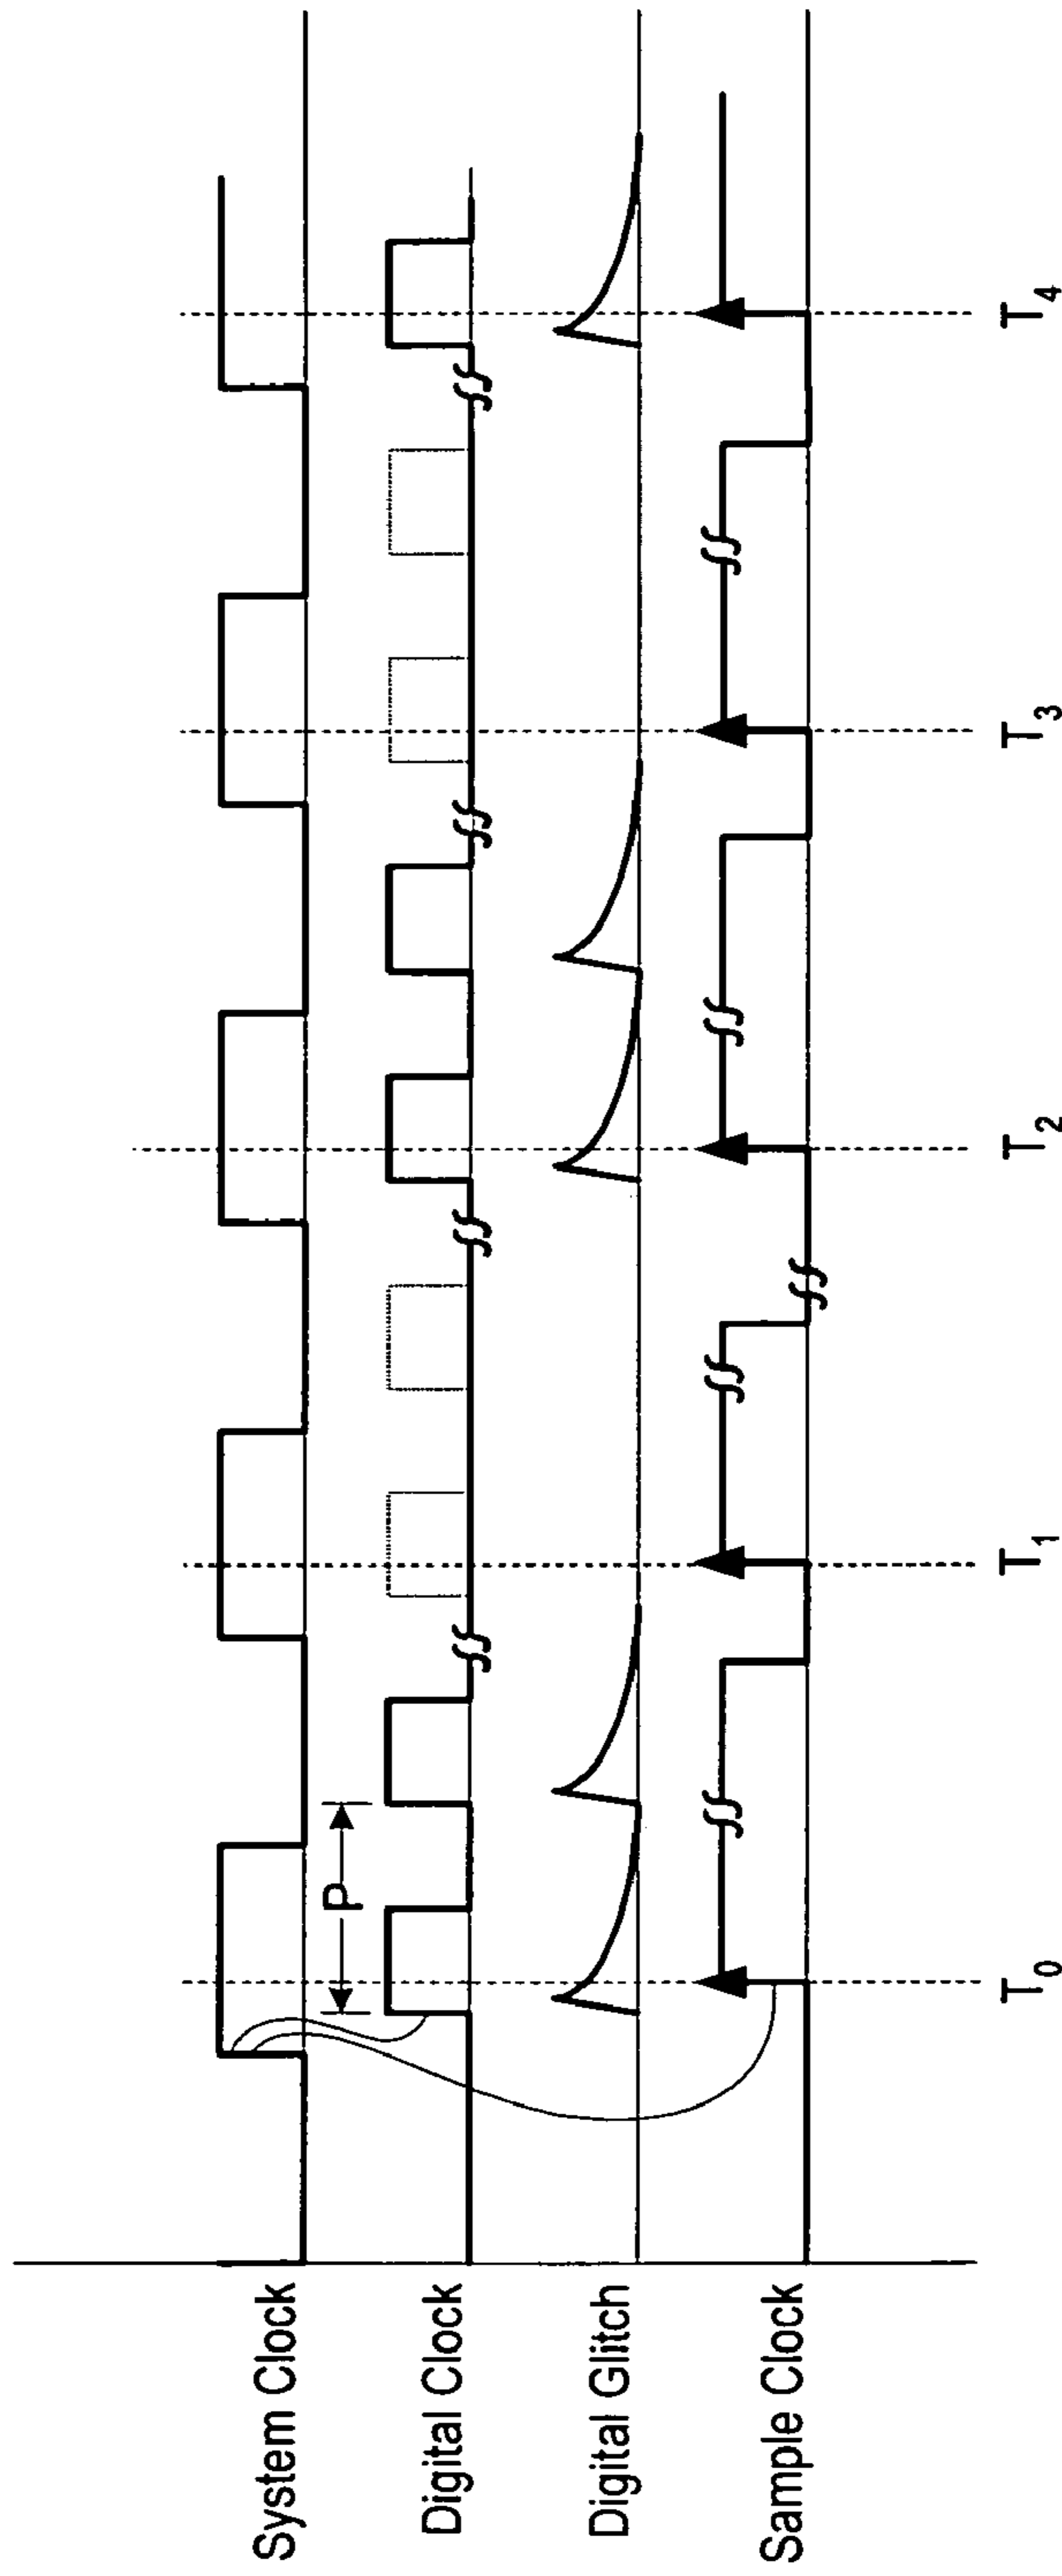 System Clock
P
Digital Clock
Digital Glitch
Sample Clock
T0
T1
T2
T3
T4